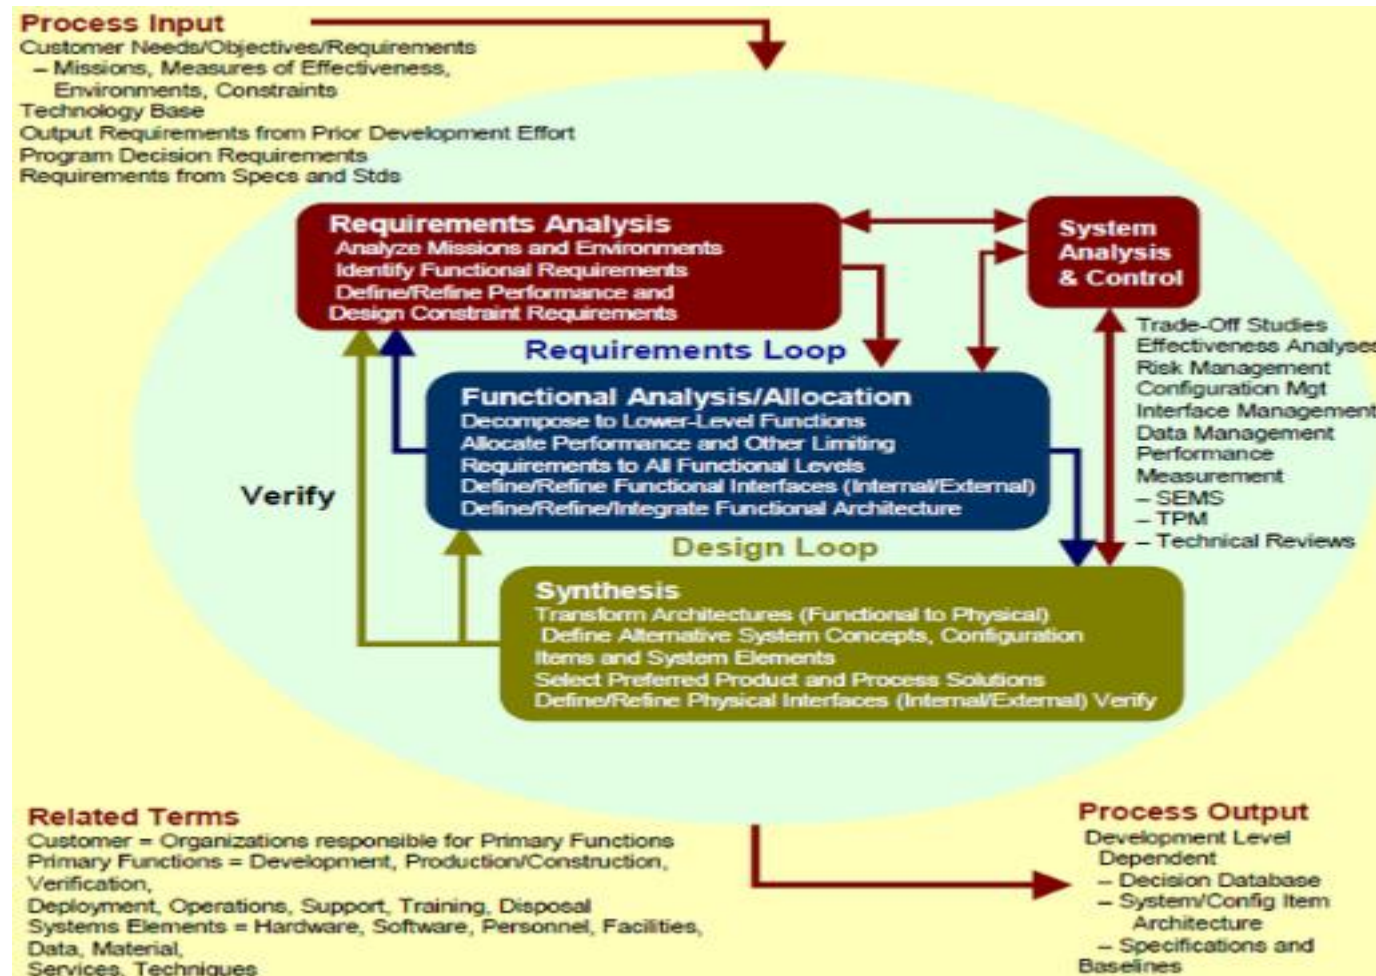 Process Input
Customer Needs/Objectives/Requirements
– Missions, Measures of Effectiveness,
Environments, Constraints
Technology Base
Output Requirements from Prior Development Effort
Program Decision Requirements
Requirements from Specs and Stds
Requirements Analysis
Analyze Missions and Environments
Identify Functional Requirements
Define/Refine Performance and
Design Constraint Requirements
System
Analysis
& Control
Trade-Off Studies
Effectiveness Analyses
Risk Management
Configuration Mgt
Interface Management
Data Management
Performance
Measurement
– SEMS
– TPM
– Technical Reviews
Requirements Loop
Functional Analysis/Allocation
Decompose to Lower-Level Functions
Allocate Performance and Other Limiting
Requirements to All Functional Levels
Define/Refine Functional Interfaces (Internal/External)
Define/Refine/Integrate Functional Architecture
Verify
Design Loop
Synthesis
Transform Architectures (Functional to Physical)
Define Alternative System Concepts, Configuration
Items and System Elements
Select Preferred Product and Process Solutions
Define/Refine Physical Interfaces (Internal/External) Verify
Related Terms
Customer = Organizations responsible for Primary Functions
Primary Functions = Development, Production/Construction,
Verification,
Deployment, Operations, Support, Training, Disposal
Systems Elements = Hardware, Software, Personnel, Facilities,
Data, Material,
Services, Techniques
Process Output
Development Level
Dependent
– Decision Database
– System/Config Item
Architecture
– Specifications and
Baselines